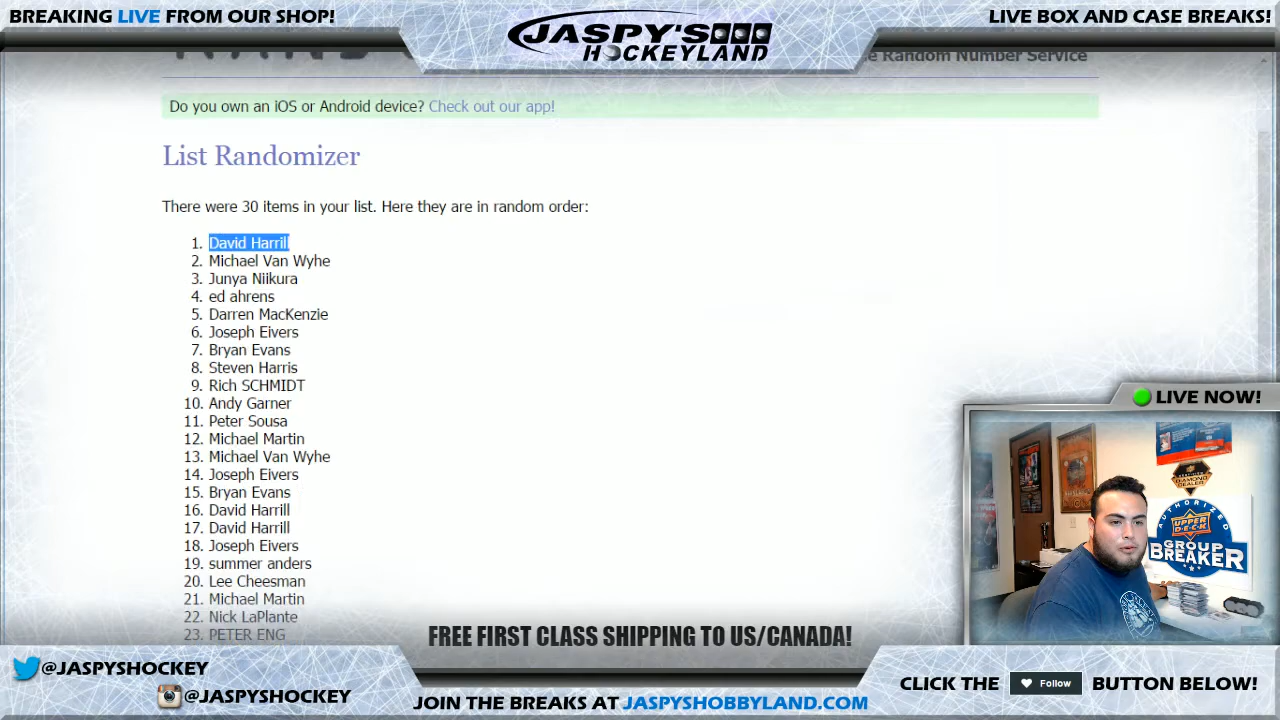 BREAKING LIVE FROM OUR SHOP!
JASPY'S
HOCKEYLAND
LIVE BOX AND CASE BREAKS!
Random Number Service
Do you own an iOS or Android device? Check out our app!
List Randomizer
There were 30 items in your list. Here they are in random order:
1. David Harrill
2. Michael Van Wyhe
3. Junya Niikura
4. ed ahrens
5. Darren MacKenzie
6. Joseph Eivers
7. Bryan Evans
8. Steven Harris
9. Rich SCHMIDT
10. Andy Garner
11. Peter Sousa
12. Michael Martin
13. Michael Van Wyhe
14. Joseph Eivers
15. Bryan Evans
16. David Harrill
17. David Harrill
18. Joseph Eivers
19. summer anders
20. Lee Cheesman
21. Michael Martin
22. Nick LaPlante
23. PETER ENG
LIVE NOW!
DIAMOND
DEALER
AUTHORIZED
UPPER
DECK
GROUP
BREAKER
FREE FIRST CLASS SHIPPING TO US/CANADA!
@JASPYSHOCKEY
@JASPYSHOCKEY
JOIN THE BREAKS AT JASPYSHOBBYLAND.COM
CLICK THE Follow BUTTON BELOW!